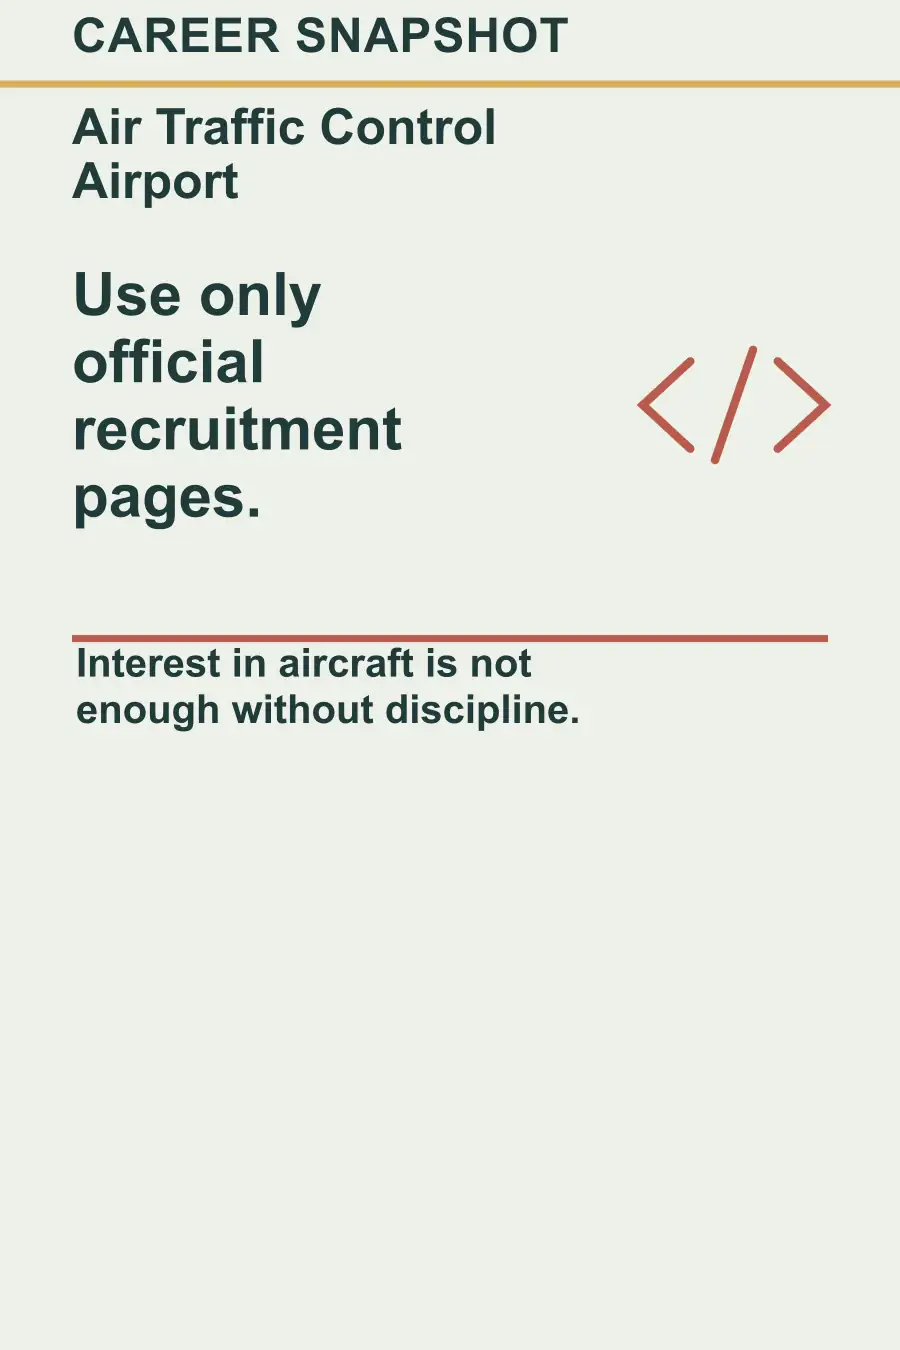 CAREER SNAPSHOT
Air Traffic Control
Airport
Use only
official
recruitment
pages.
</>
Interest in aircraft is not
enough without discipline.